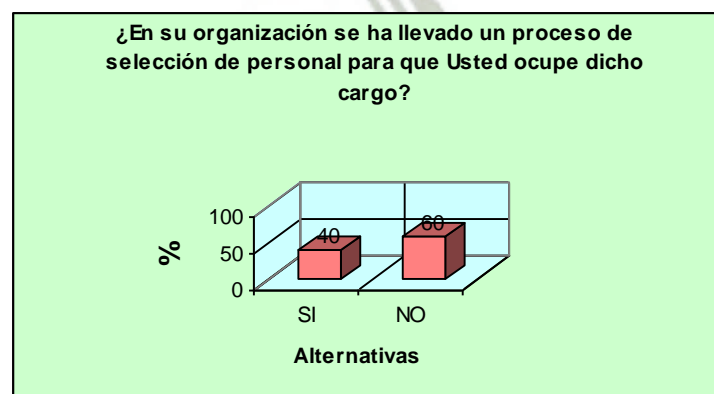 ¿En su organización se ha llevado un proceso de
selección de personal para que Usted ocupe dicho
cargo?
100
50
0
%
40
60
SI
NO
Alternativas